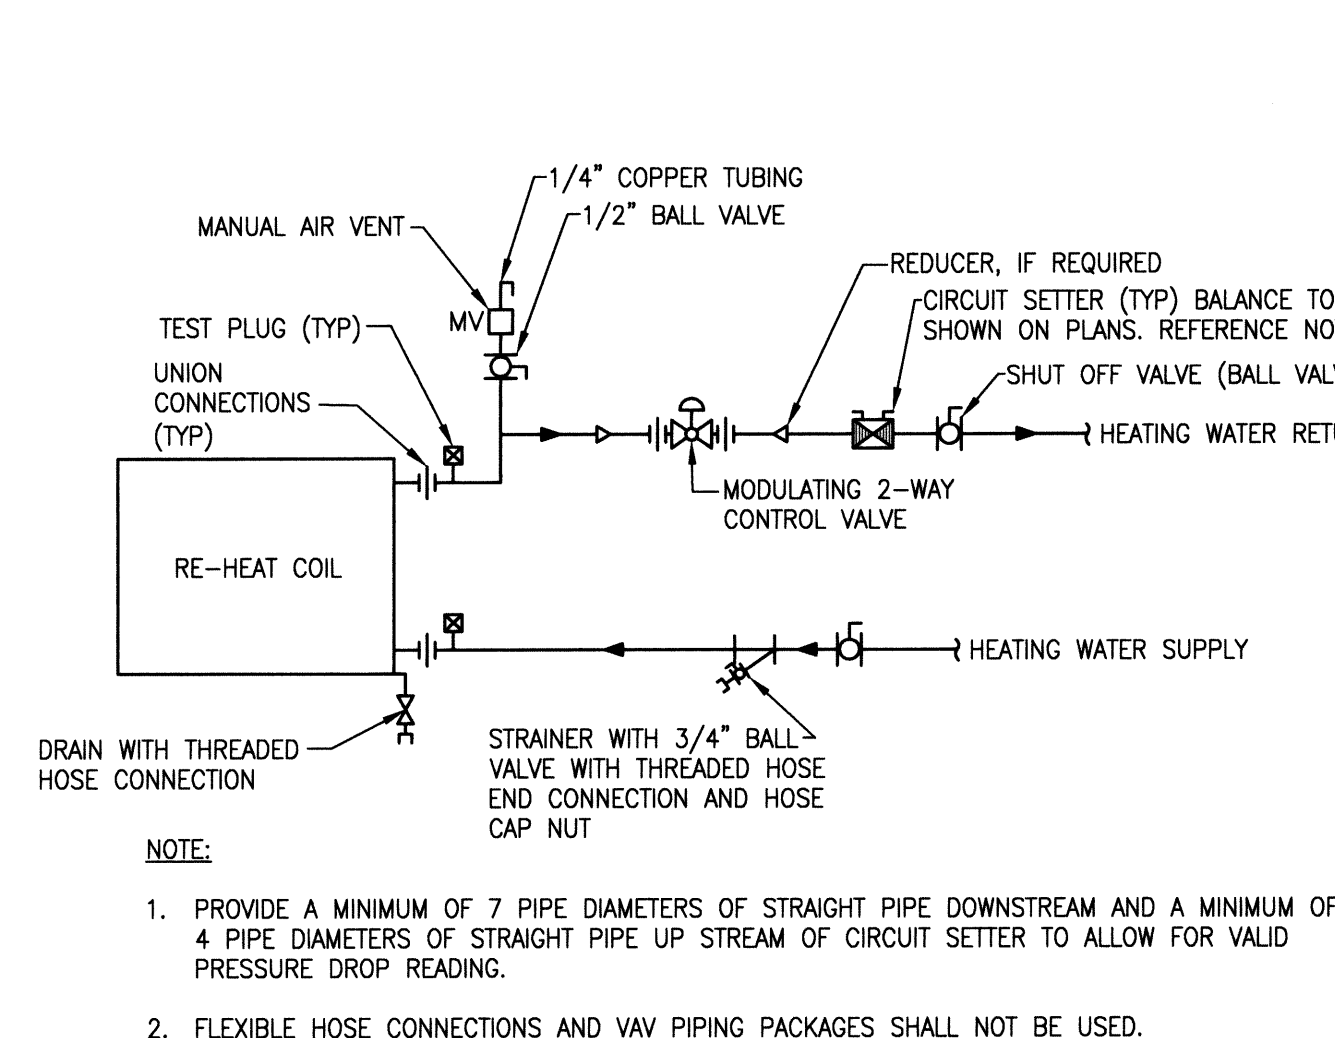 1/4" COPPER TUBING
1/2" BALL VALVE
MANUAL AIR VENT
REDUCER, IF REQUIRED
CIRCUIT SETTER (TYP) BALANCE TO
SHOWN ON PLANS. REFERENCE
MV
TEST PLUG (TYP)
UNION
CONNECTIONS
(TYP)
SHUT OFF VALVE (BALL
HEATING WATER
MODULATING 2-WAY
CONTROL VALVE
RE-HEAT COIL
HEATING WATER SUPPLY
DRAIN WITH THREADED
HOSE CONNECTION
STRAINER WITH 3/4" BALL
VALVE WITH THREADED HOSE
END CONNECTION AND HOSE
CAP NUT
NOTE:
1. PROVIDE A MINIMUM OF 7 PIPE DIAMETERS OF STRAIGHT PIPE DOWNSTREAM AND A MINIMUM OF
4 PIPE DIAMETERS OF STRAIGHT PIPE UP STREAM OF CIRCUIT SETTER TO ALLOW FOR VALID
PRESSURE DROP READING.
2. FLEXIBLE HOSE CONNECTIONS AND VAV PIPING PACKAGES SHALL NOT BE USED.